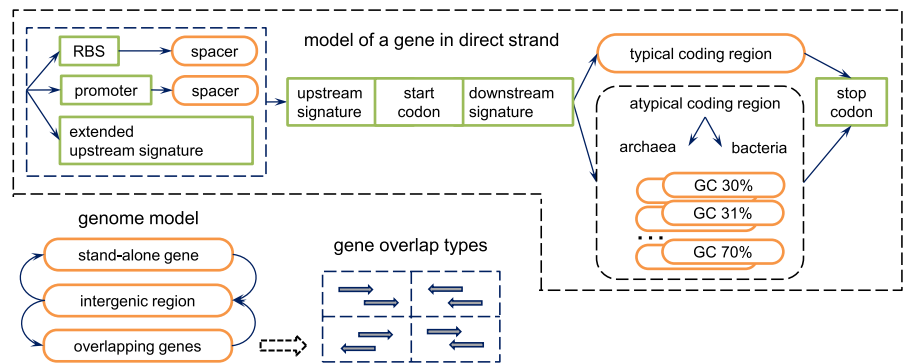 model of a gene in direct strand
RBS
spacer
promoter
spacer
extended
upstream signature
upstream
signature
start
codon
downstream
signature
typical coding region
atypical coding region
archaea
bacteria
GC 30%
GC 31%
...
GC 70%
stop
codon
genome model
stand-alone gene
intergenic region
overlapping genes
gene overlap types